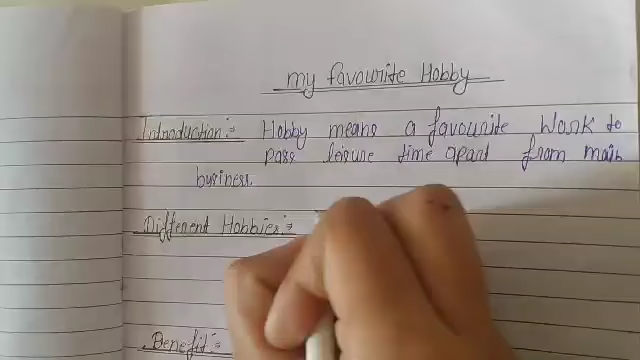 my favourite Hobby
Introduction:- Hobby means a favourite Work to
pass leisure time apart from main
business.
Different Hobbies:-
Benefit:-